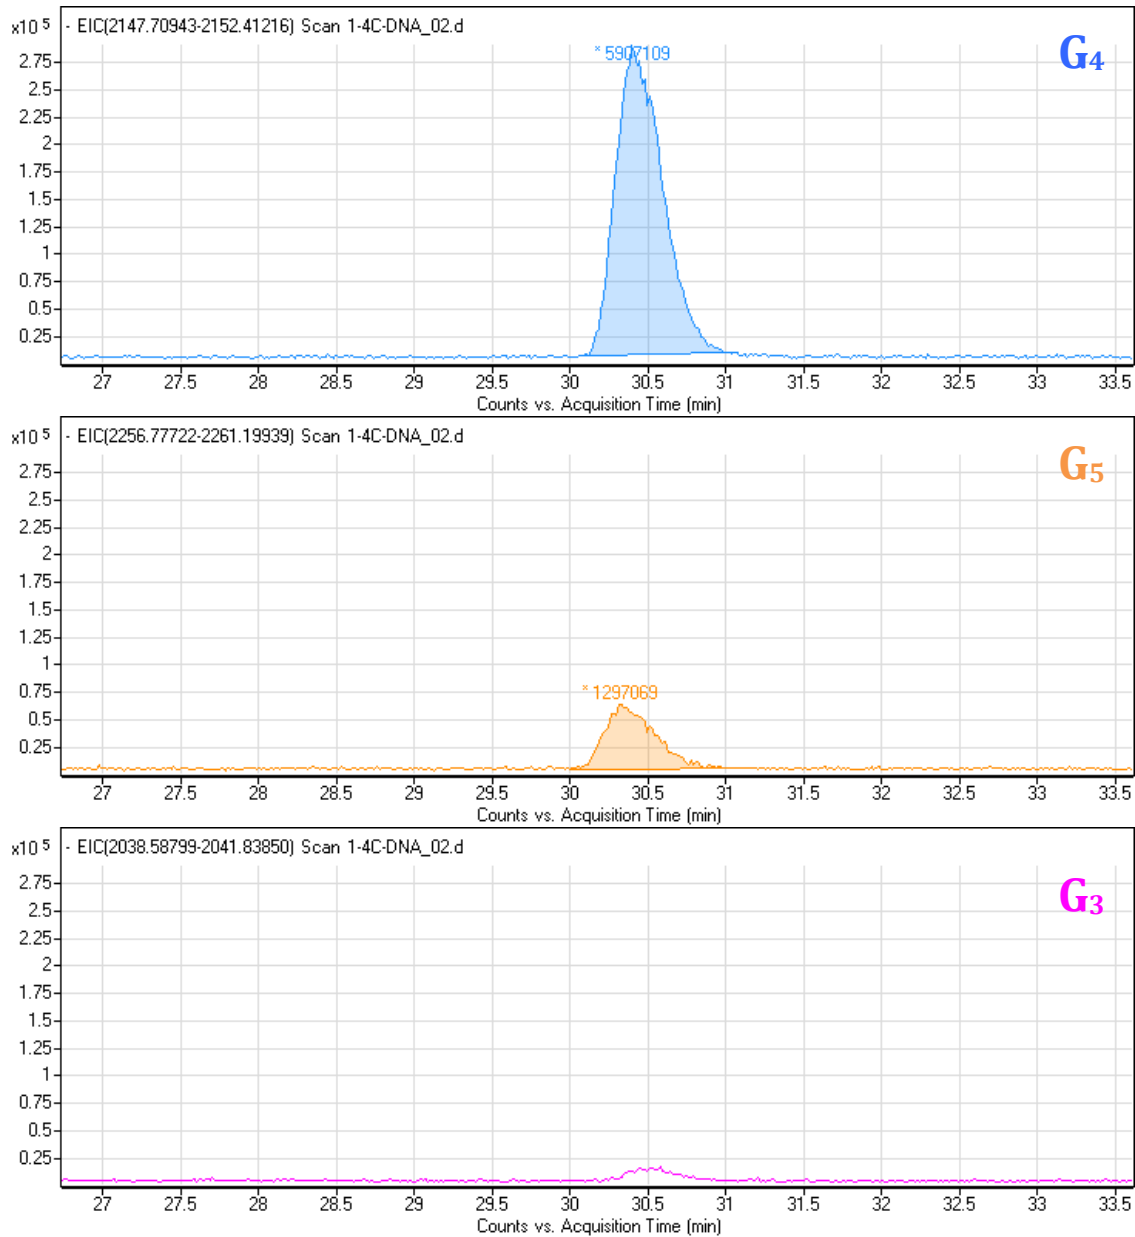 x10 5 - EIC(2147.70943-2152.41216) Scan 1-4C-DNA_02.d
* 5907109
G4
2.75
2.5
2.25
2
1.75
1.5
1.25
1
0.75
0.5
0.25
27 27.5 28 28.5 29 29.5 30 30.5 31 31.5 32 32.5 33 33.5
Counts vs. Acquisition Time (min)
x10 5 - EIC(2256.77722-2261.19939) Scan 1-4C-DNA_02.d
G5
2.75
2.5
2.25
2
1.75
1.5
1.25
1
0.75
* 1297069
0.5
0.25
27 27.5 28 28.5 29 29.5 30 30.5 31 31.5 32 32.5 33 33.5
Counts vs. Acquisition Time (min)
x10 5 - EIC(2038.58799-2041.83850) Scan 1-4C-DNA_02.d
G3
2.75
2.5
2.25
2
1.75
1.5
1.25
1
0.75
0.5
0.25
27 27.5 28 28.5 29 29.5 30 30.5 31 31.5 32 32.5 33 33.5
Counts vs. Acquisition Time (min)